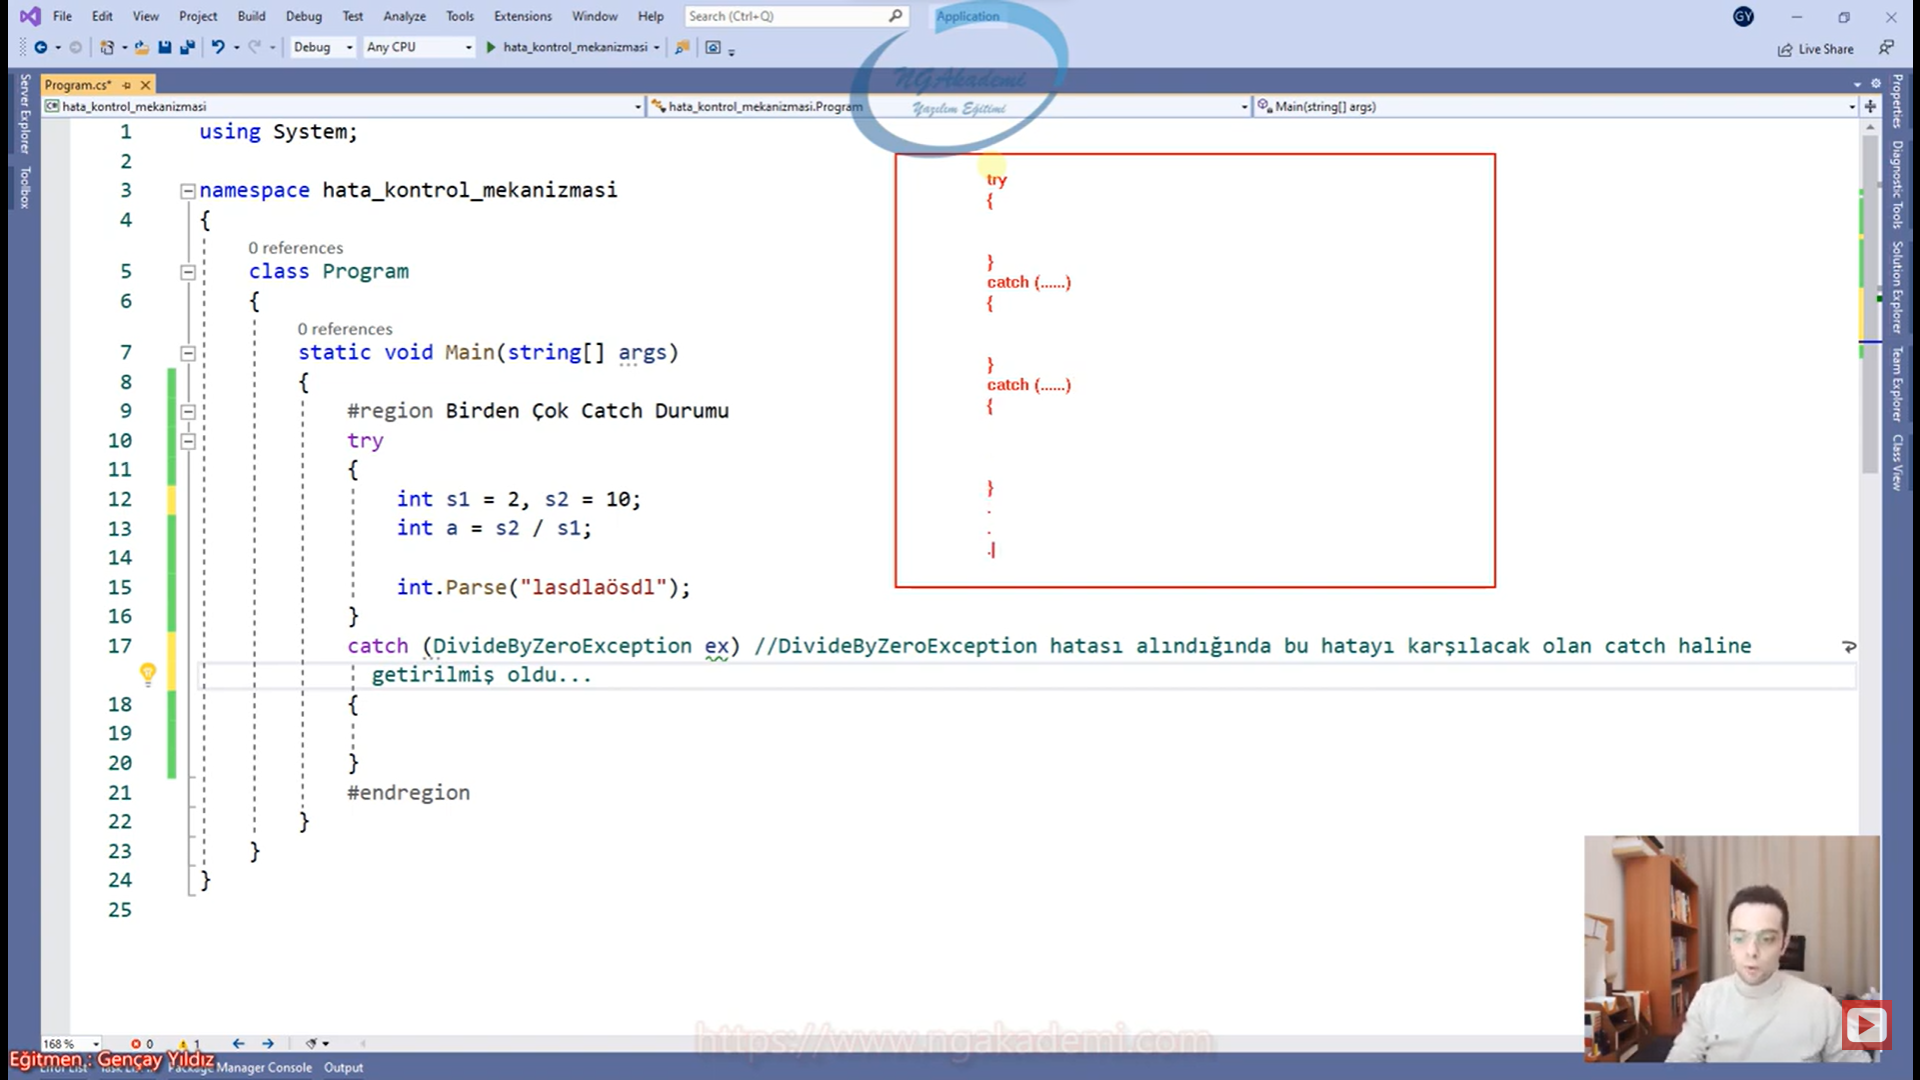 File Edit View Project Build Debug Test Analyze Tools Extensions Window Help Search (Ctrl+Q) Application GY
Debug Any CPU hata_kontrol_mekanizmasi Live Share
NGAkademi
Yazılım Eğitimi
Program.cs*
hata_kontrol_mekanizmasi hata_kontrol_mekanizmasi.Program Main(string[] args)
Server Explorer
Toolbox
Properties
Diagnostic Tools
Solution Explorer
Team Explorer
Class View
1 using System;
2
3 namespace hata_kontrol_mekanizmasi
4 {
0 references
5 class Program
6 {
0 references
7 static void Main(string[] args)
8 {
9 #region Birden Çok Catch Durumu
10 try
11 {
12 int s1 = 2, s2 = 10;
13 int a = s2 / s1;
14
15 int.Parse("lasdlaösdl");
16 }
17 catch (DivideByZeroException ex) //DivideByZeroException hatası alındığında bu hatayı karşılacak olan catch haline
getirilmiş oldu...
18 {
19
20 }
21 #endregion
22 }
23 }
24 }
25
try
{
}
catch (......)
{
}
catch (......)
{
}
.
.
.
168 % 0 1
Eğitmen : Gençay Yıldız
https://www.ngakademi.com
Package Manager Console Output